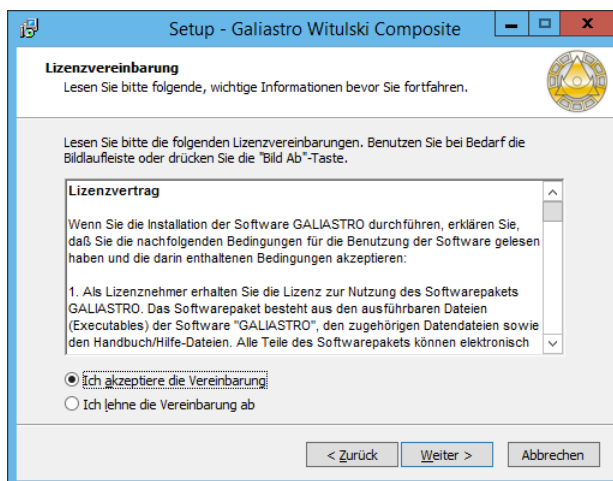 Setup - Galiastro Witulski Composite
Lizenzvereinbarung
Lesen Sie bitte folgende, wichtige Informationen bevor Sie fortfahren.
Lesen Sie bitte die folgenden Lizenzvereinbarungen. Benutzen Sie bei Bedarf die
Bildlaufleiste oder drücken Sie die "Bild Ab"-Taste.
Lizenzvertrag
Wenn Sie die Installation der Software GALIASTRO durchführen, erklären Sie,
daß Sie die nachfolgenden Bedingungen für die Benutzung der Software gelesen
haben und die darin enthaltenen Bedingungen akzeptieren:
1. Als Lizenznehmer erhalten Sie die Lizenz zur Nutzung des Softwarepakets
GALIASTRO. Das Softwarepaket besteht aus den ausführbaren Dateien
(Executables) der Software "GALIASTRO", den zugehörigen Datendateien sowie
den Handbuch/Hilfe-Dateien. Alle Teile des Softwarepakets können elektronisch
Ich akzeptiere die Vereinbarung
Ich lehne die Vereinbarung ab
< Zurück
Weiter >
Abbrechen